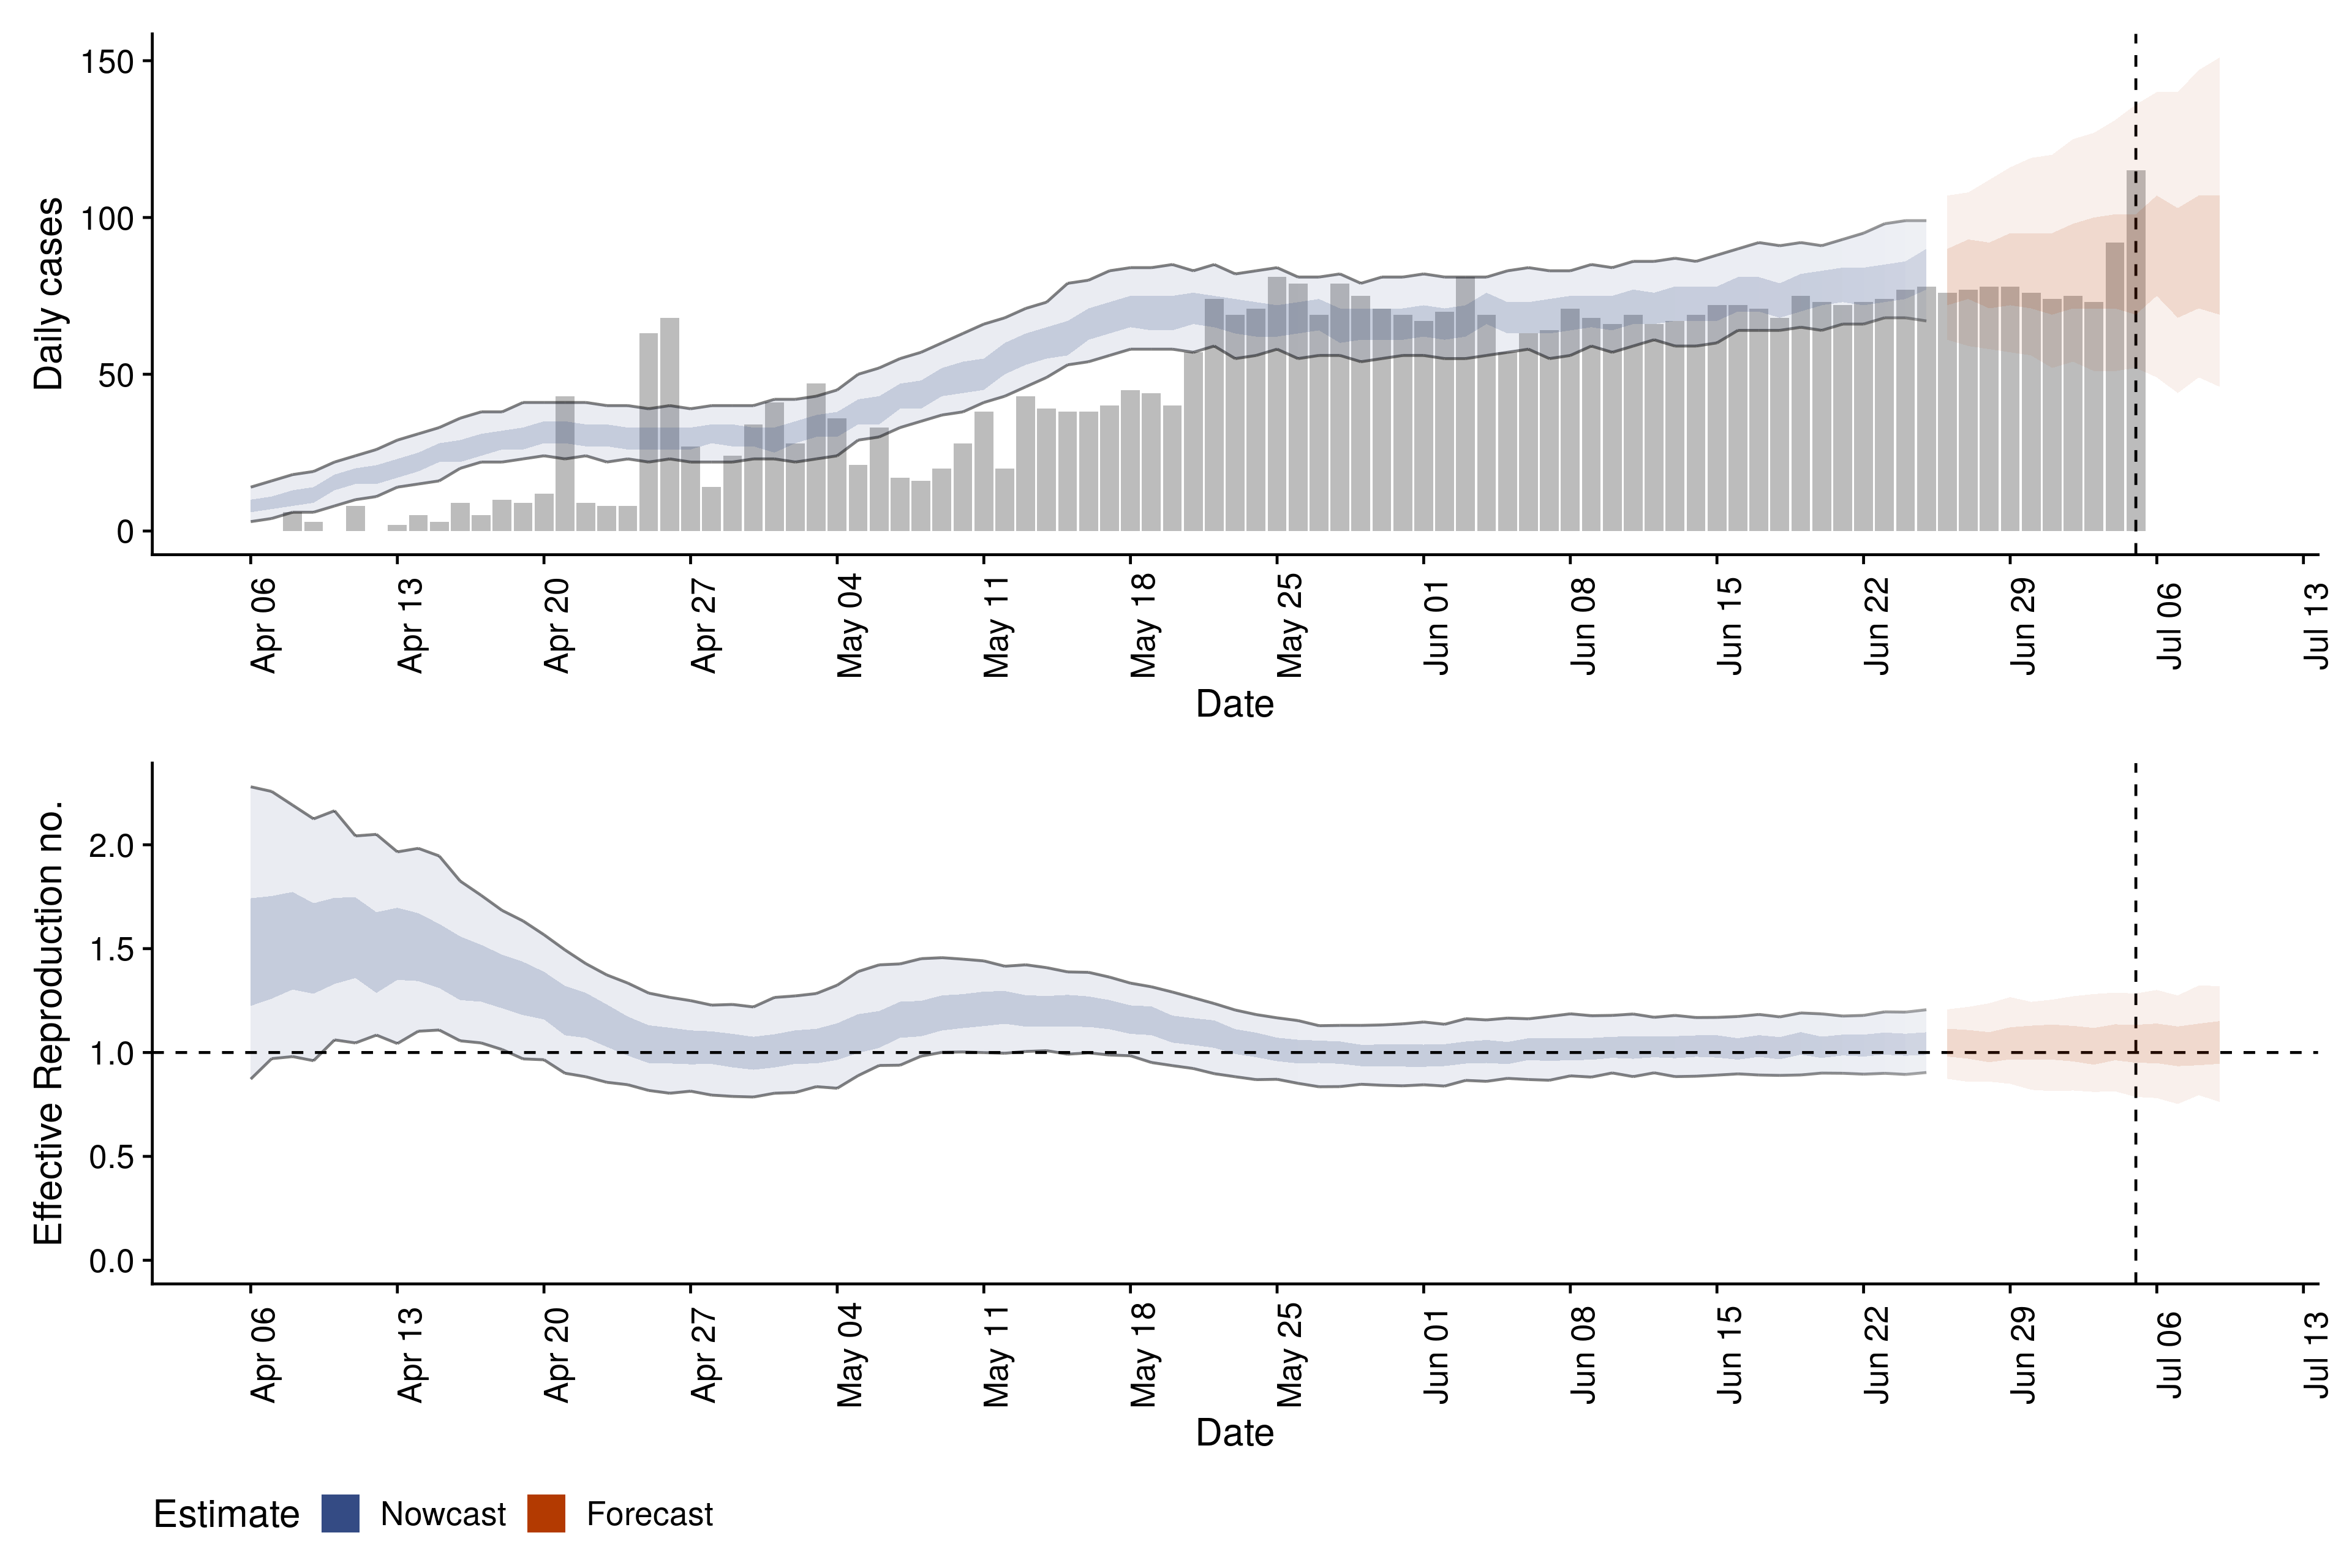 Daily cases
150
100
50
0
Apr 06
Apr 13
Apr 20
Apr 27
May 04
May 11
May 18
May 25
Jun 01
Jun 08
Jun 15
Jun 22
Jun 29
Jul 06
Jul 13
Date
Effective Reproduction no.
2.0
1.5
1.0
0.5
0.0
Apr 06
Apr 13
Apr 20
Apr 27
May 04
May 11
May 18
May 25
Jun 01
Jun 08
Jun 15
Jun 22
Jun 29
Jul 06
Jul 13
Date
Estimate Nowcast Forecast